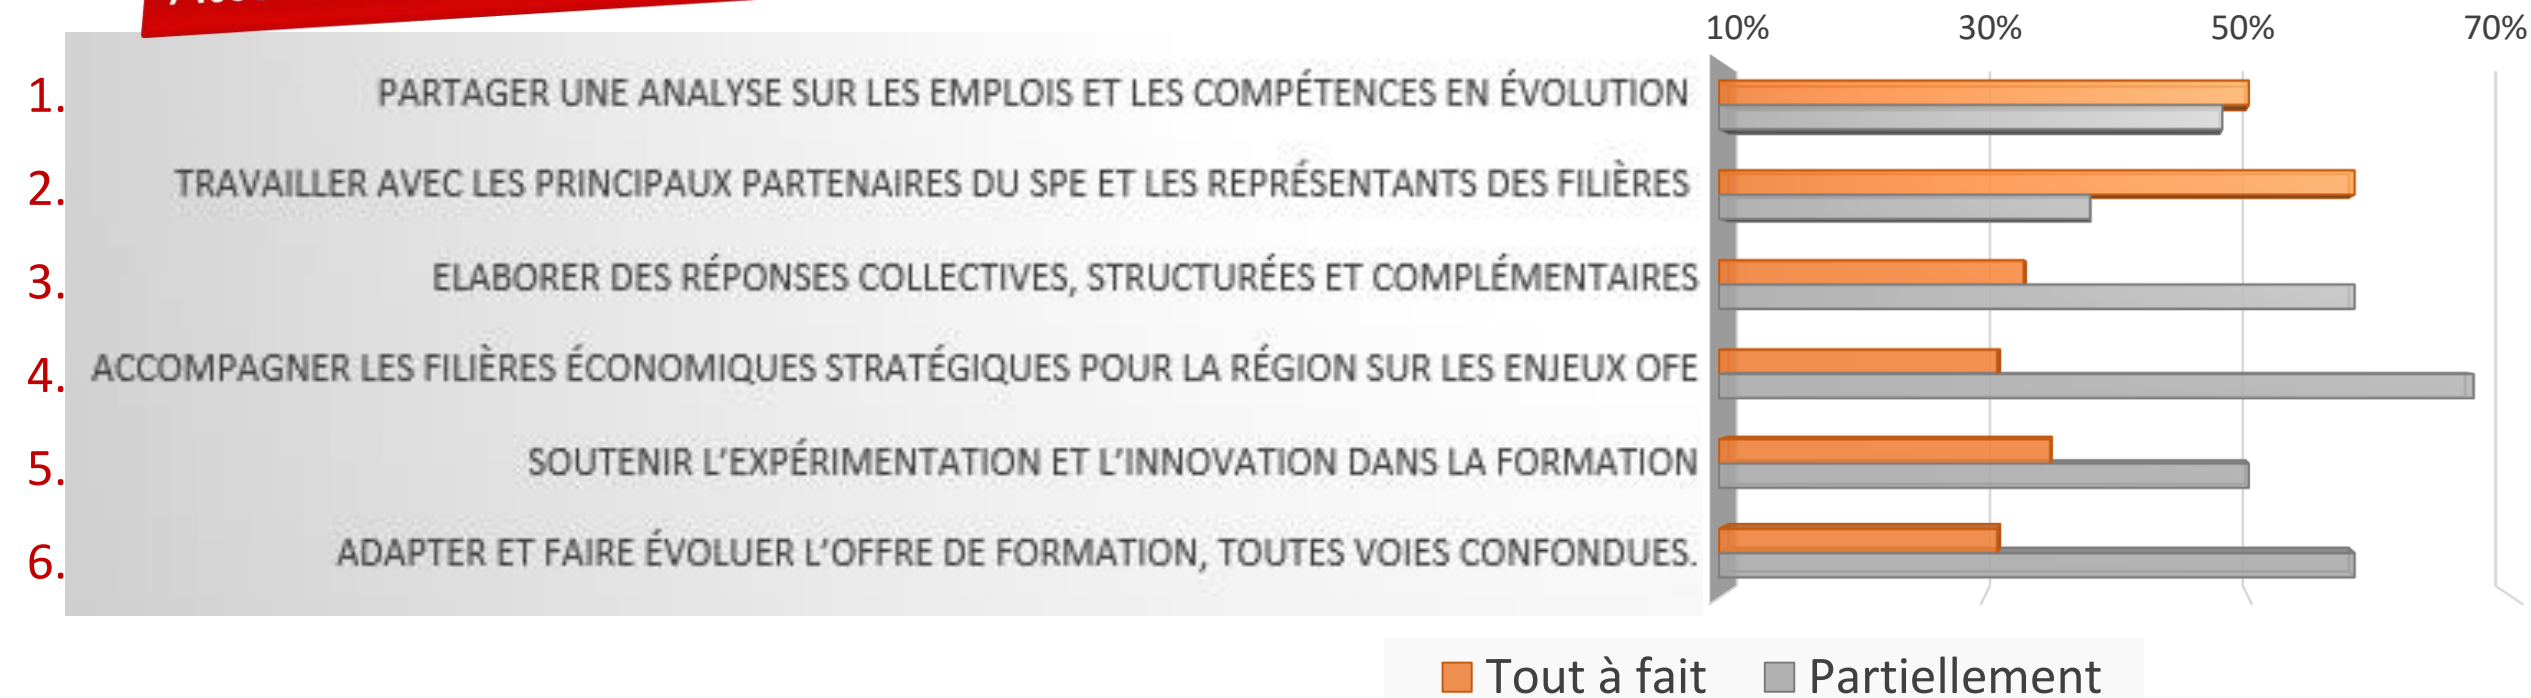 10% 30% 50% 70%
1. PARTAGER UNE ANALYSE SUR LES EMPLOIS ET LES COMPÉTENCES EN ÉVOLUTION
2. TRAVAILLER AVEC LES PRINCIPAUX PARTENAIRES DU SPE ET LES REPRÉSENTANTS DES FILIÈRES
3. ELABORER DES RÉPONSES COLLECTIVES, STRUCTURÉES ET COMPLÉMENTAIRES
4. ACCOMPAGNER LES FILIÈRES ÉCONOMIQUES STRATÉGIQUES POUR LA RÉGION SUR LES ENJEUX OFE
5. SOUTENIR L'EXPÉRIMENTATION ET L'INNOVATION DANS LA FORMATION
6. ADAPTER ET FAIRE ÉVOLUER L'OFFRE DE FORMATION, TOUTES VOIES CONFONDUES.
Tout à fait Partiellement